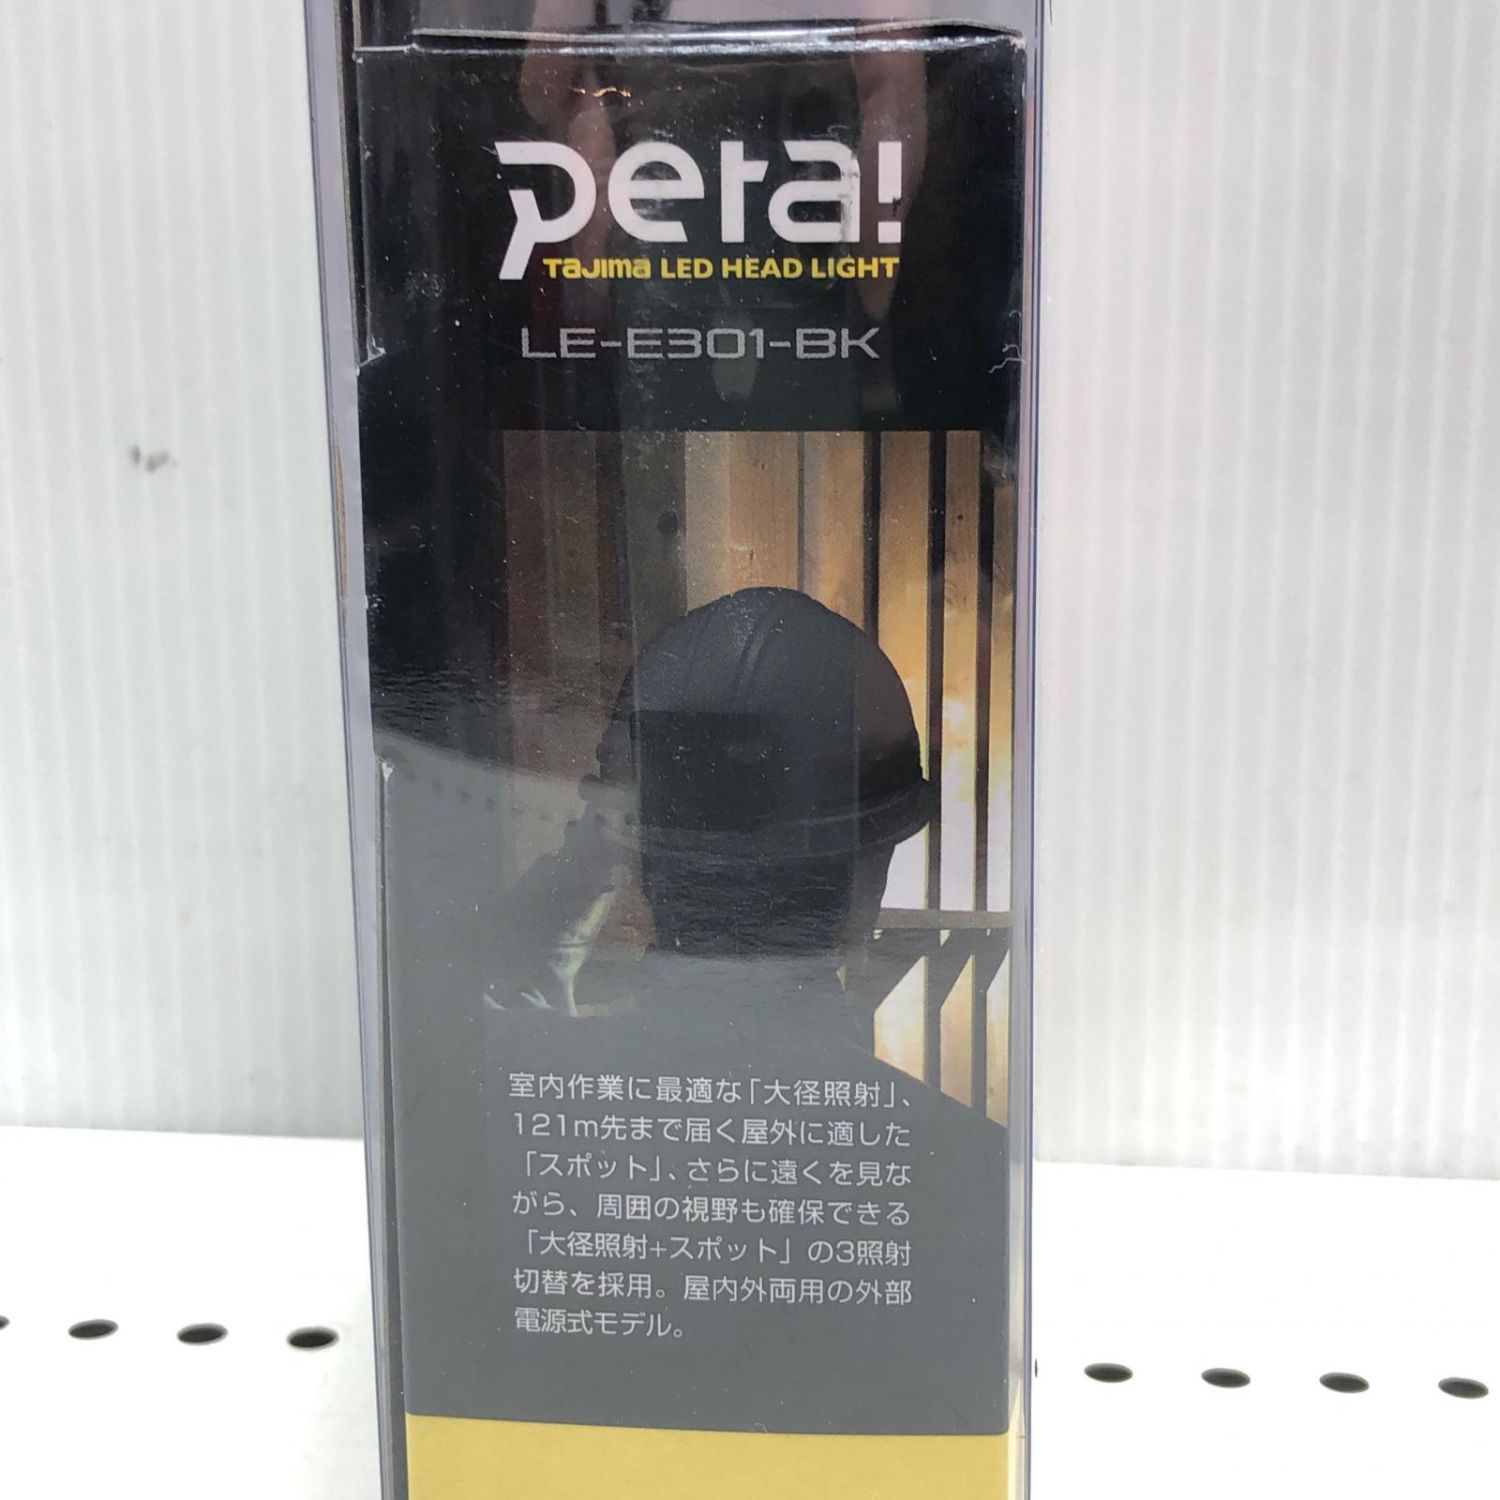 peta!
TAJIMA LED HEAD LIGHT
LE-E301-BK
室内作業に最適な「大径照射」、
121m先まで届く屋外に適した
「スポット」、さらに遠くを見な
がら、周囲の視野も確保できる
「大径照射+スポット」の3照射
切替を採用。屋内外両用の外部
電源式モデル。